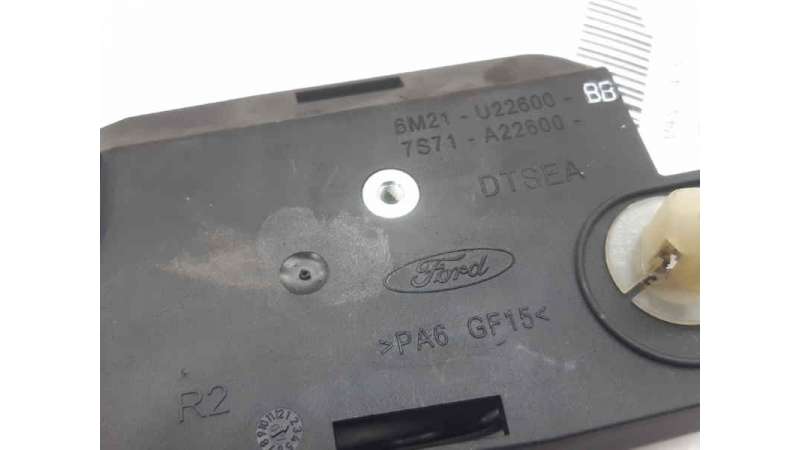 6M21 - U22600 - BB
7S71 - A22600 -
DTSEA
Ford
>PA6 GF15<
R2